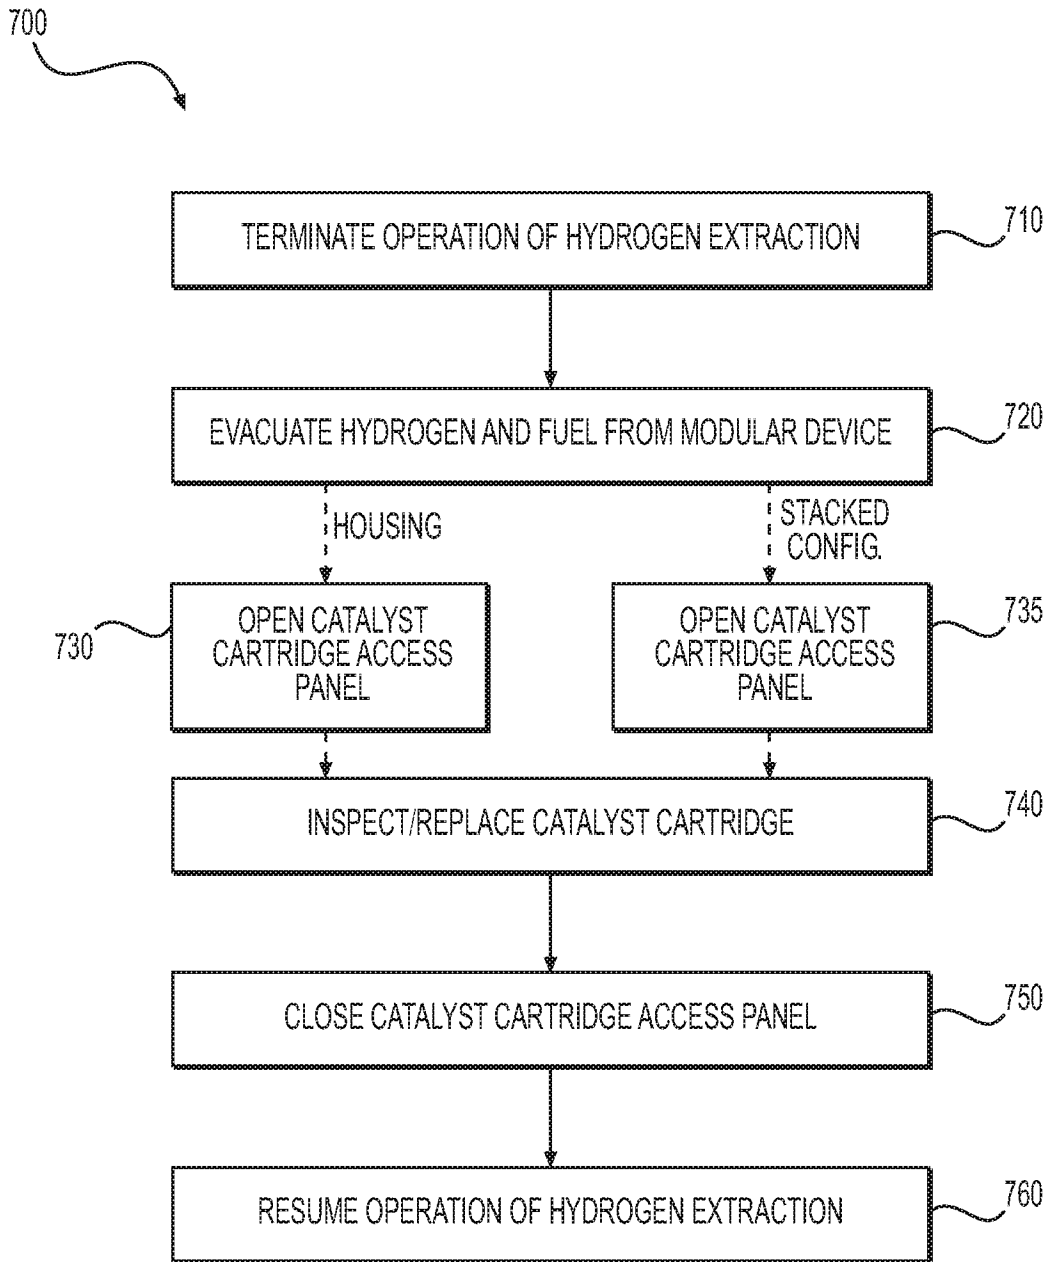 700
TERMINATE OPERATION OF HYDROGEN EXTRACTION
710
EVACUATE HYDROGEN AND FUEL FROM MODULAR DEVICE
720
HOUSING
STACKED
CONFIG.
730
OPEN CATALYST
CARTRIDGE ACCESS
PANEL
OPEN CATALYST
CARTRIDGE ACCESS
PANEL
735
INSPECT/REPLACE CATALYST CARTRIDGE
740
CLOSE CATALYST CARTRIDGE ACCESS PANEL
750
RESUME OPERATION OF HYDROGEN EXTRACTION
760